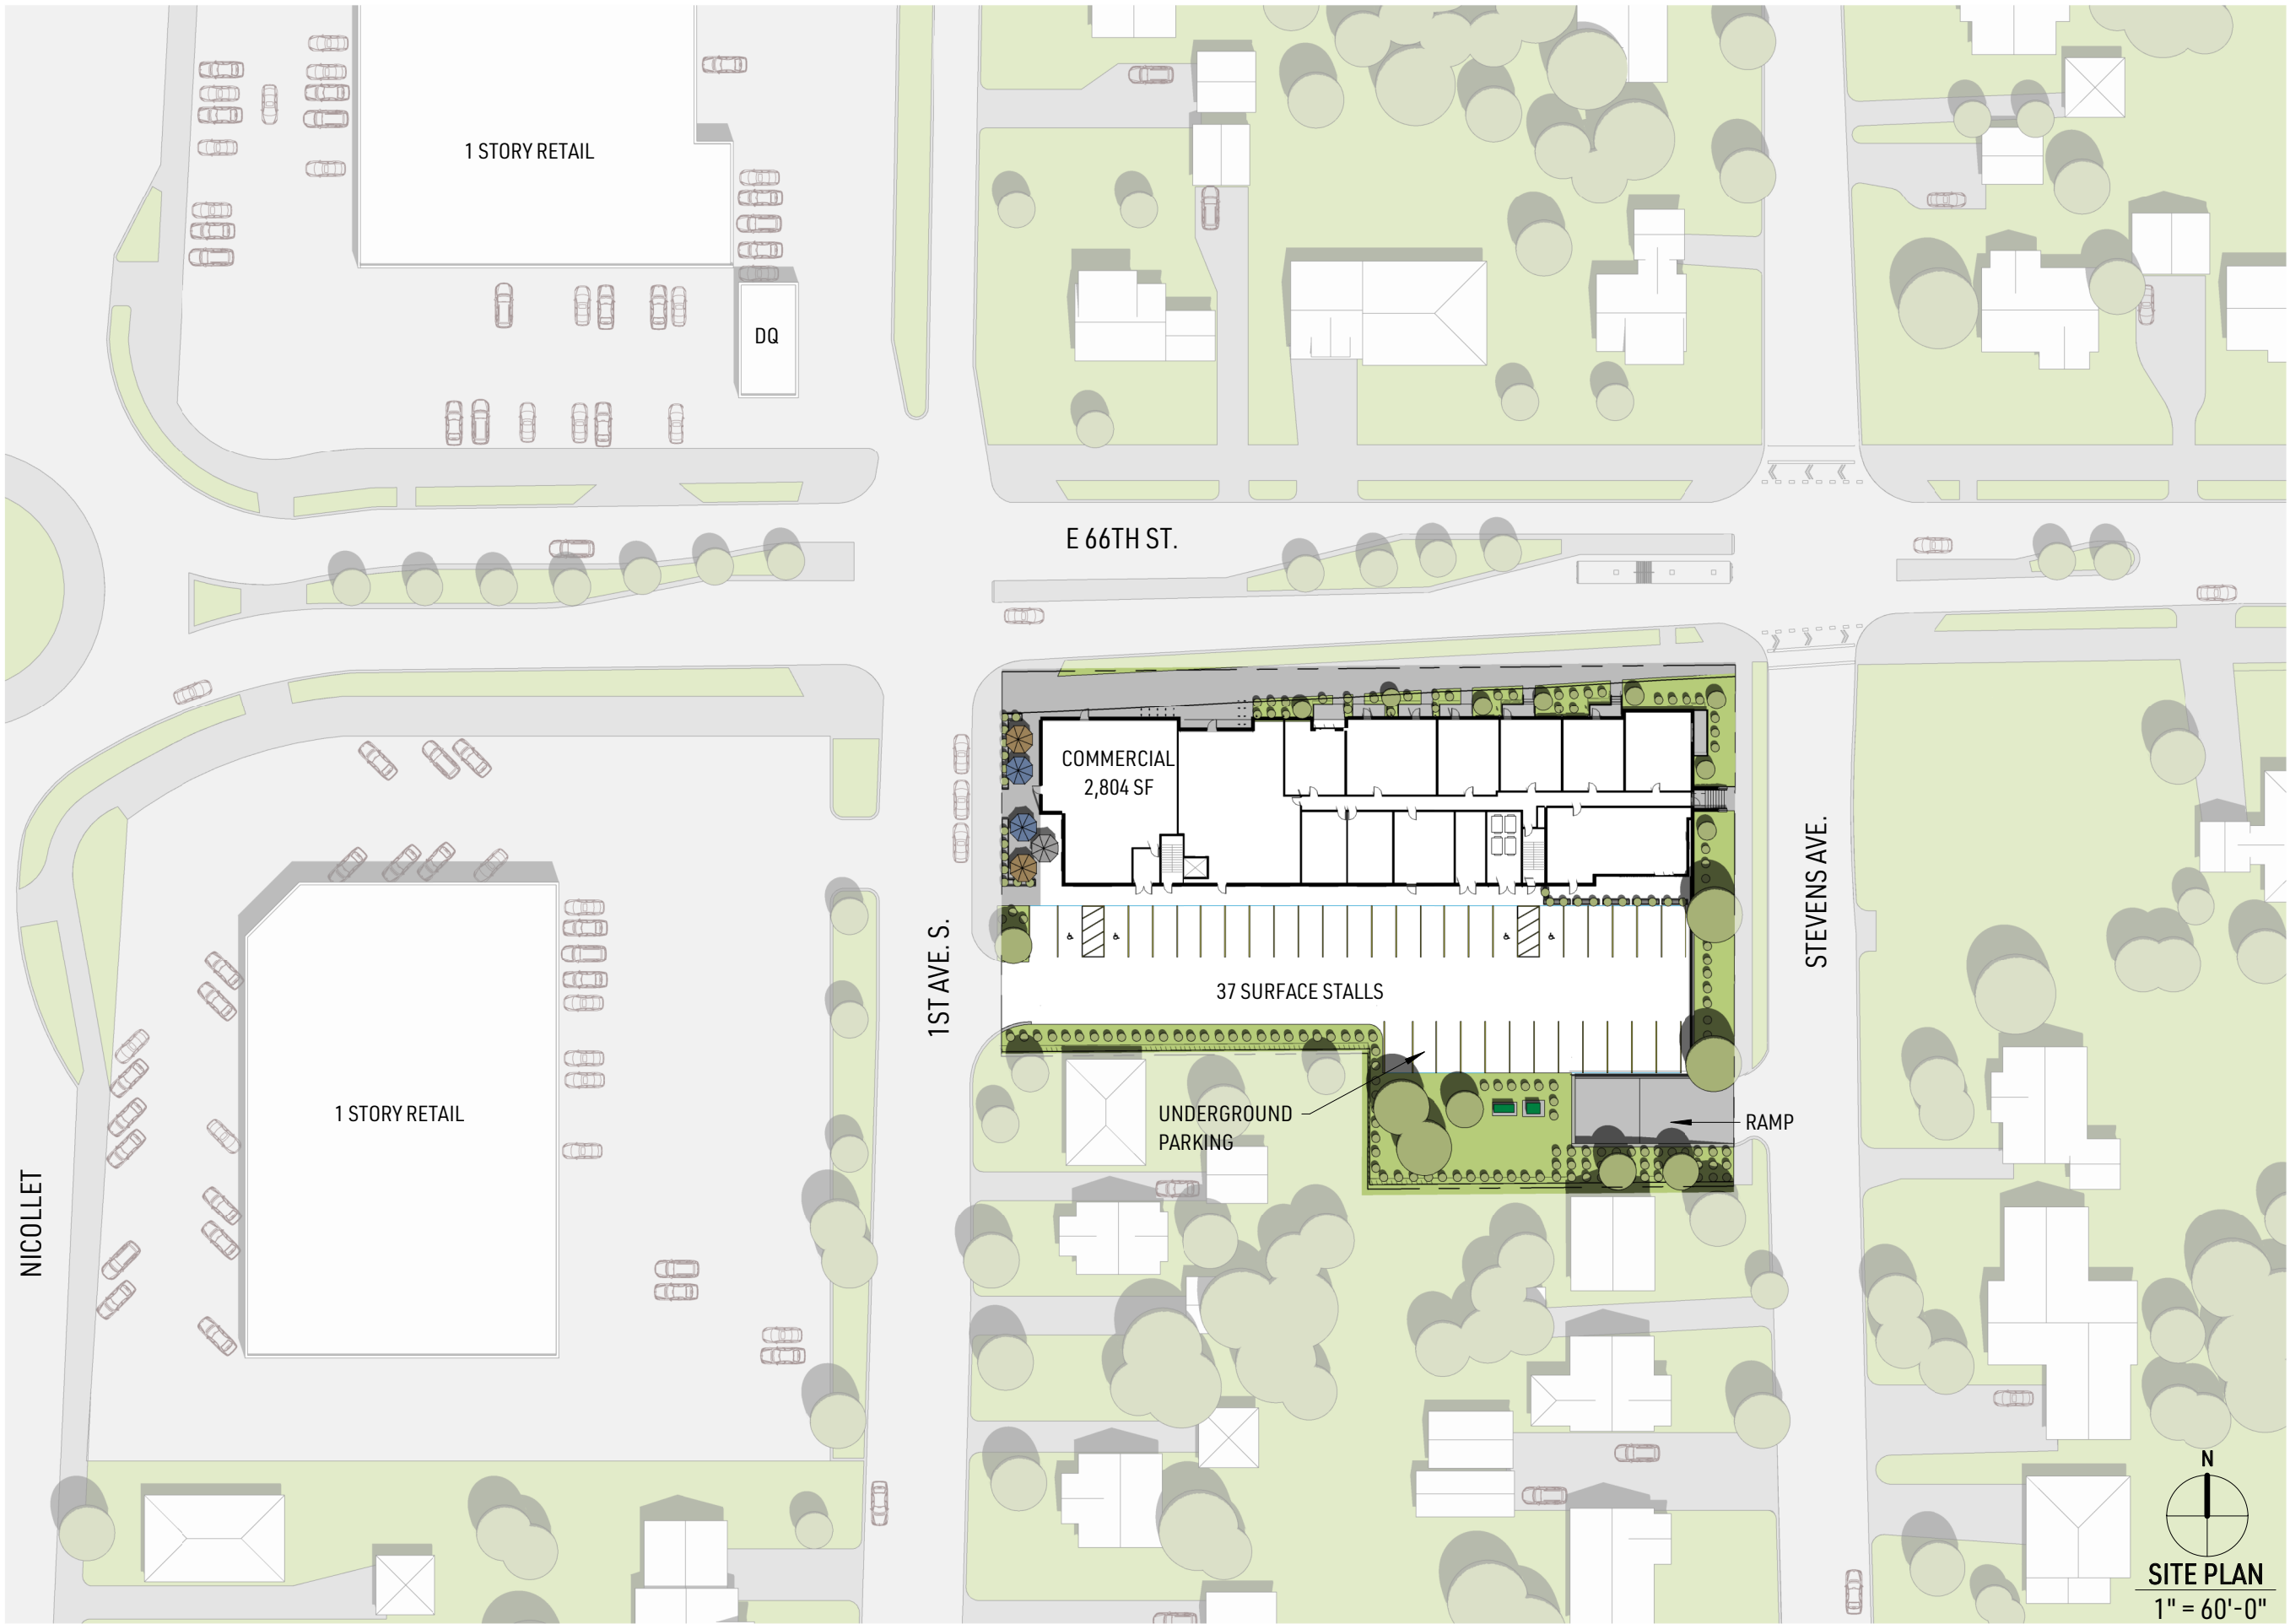 1 STORY RETAIL
DQ
E 66TH ST.
COMMERCIAL
2,804 SF
STEVENS AVE.
1ST AVE. S.
37 SURFACE STALLS
1 STORY RETAIL
UNDERGROUND
PARKING
RAMP
NICOLLET
N
SITE PLAN
1" = 60'-0"